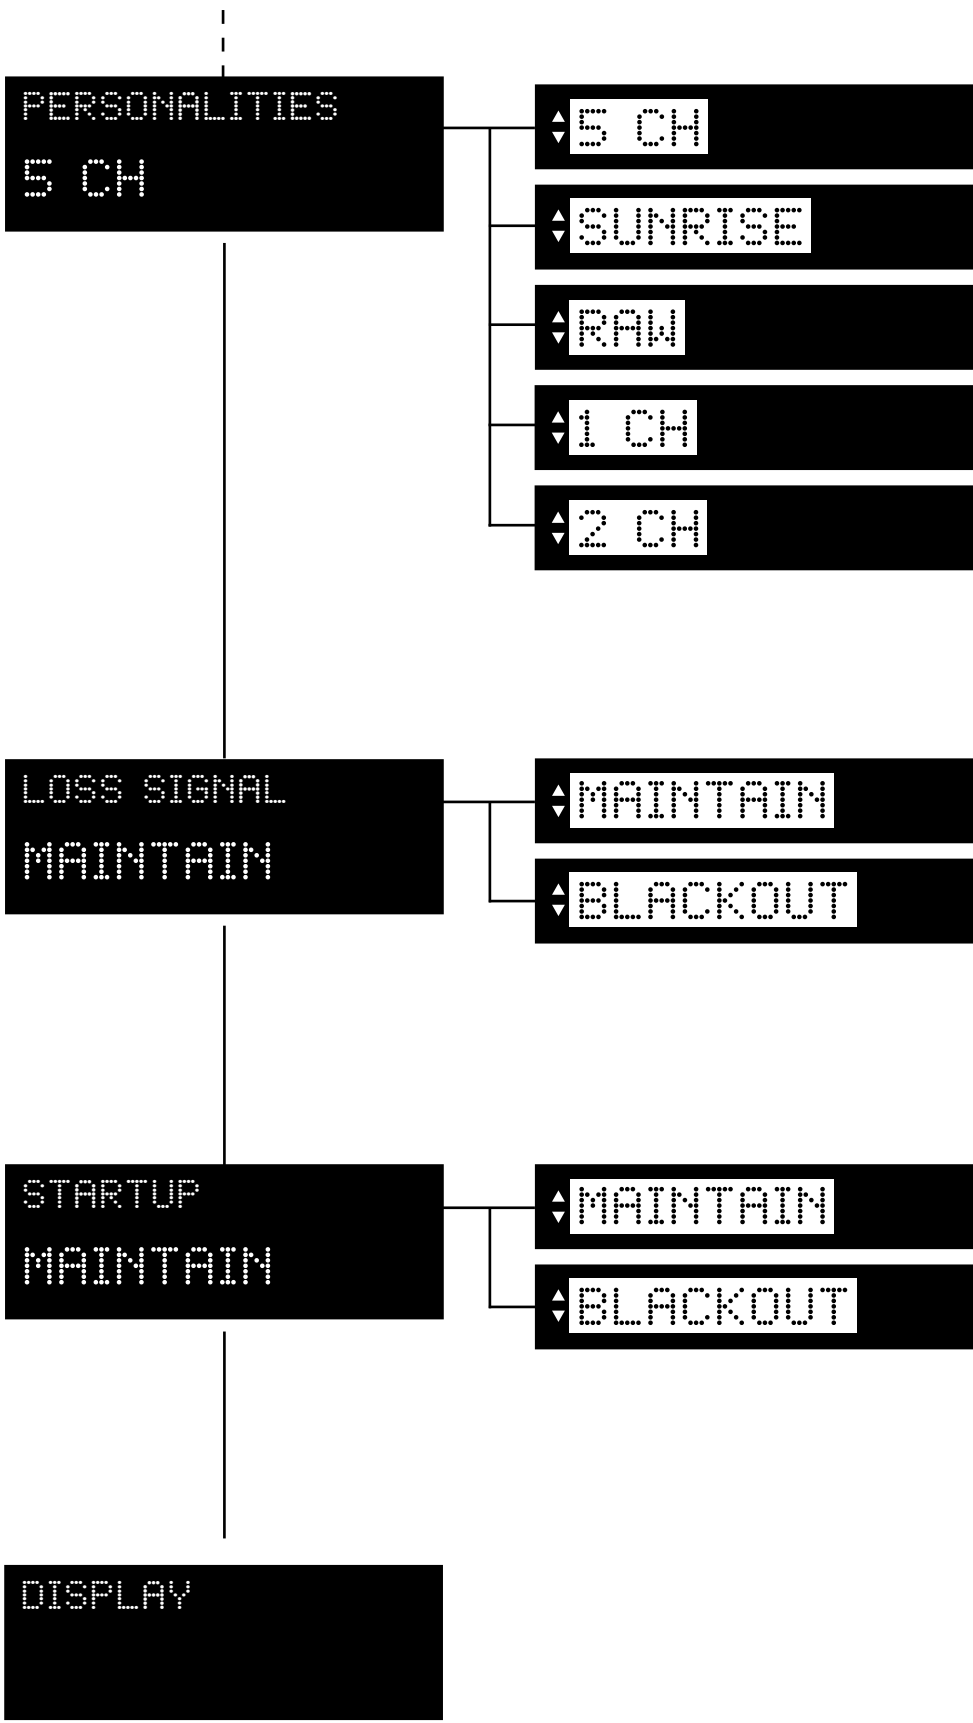 PERSONALITIES
5 CH
5 CH
SUNRISE
RAW
1 CH
2 CH
LOSS SIGNAL
MAINTAIN
MAINTAIN
BLACKOUT
STARTUP
MAINTAIN
MAINTAIN
BLACKOUT
DISPLAY